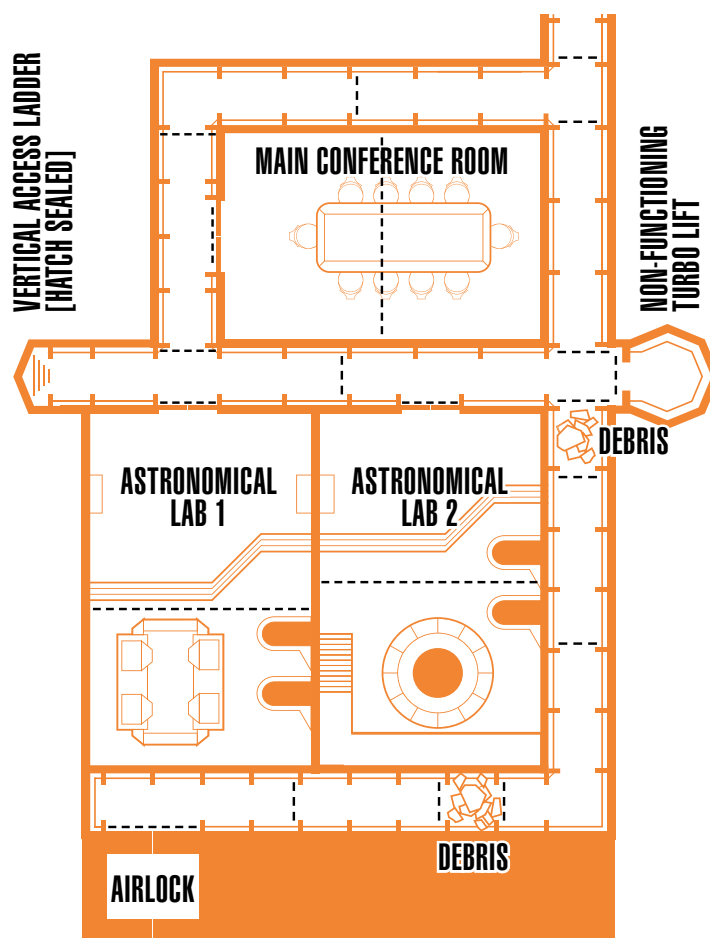 VERTICAL ACCESS LADDER
[HATCH SEALED]
MAIN CONFERENCE ROOM
NON-FUNCTIONING
TURBO LIFT
DEBRIS
ASTRONOMICAL
LAB 1
ASTRONOMICAL
LAB 2
DEBRIS
AIRLOCK